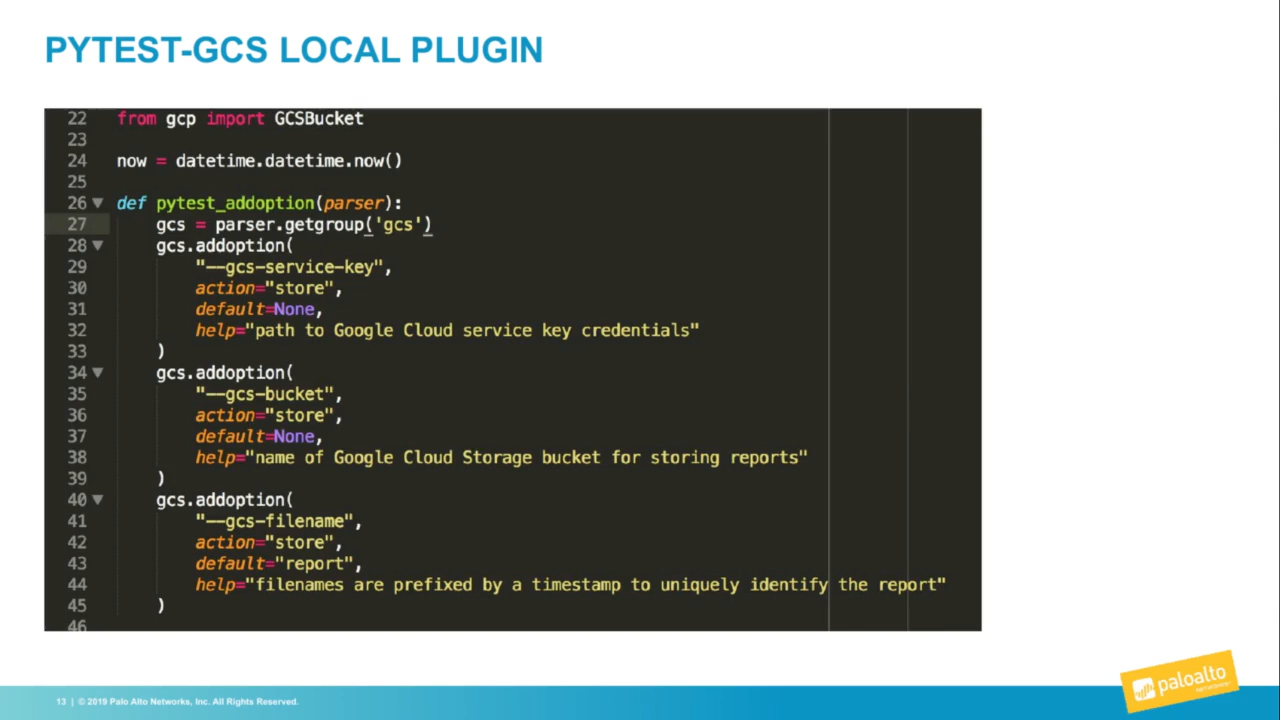 PYTEST-GCS LOCAL PLUGIN
22 from gcp import GCSBucket
23
24 now = datetime.datetime.now()
25
26 def pytest_addoption(parser):
27     gcs = parser.getgroup('gcs')
28     gcs.addoption(
29         "--gcs-service-key",
30         action="store",
31         default=None,
32         help="path to Google Cloud service key credentials"
33     )
34     gcs.addoption(
35         "--gcs-bucket",
36         action="store",
37         default=None,
38         help="name of Google Cloud Storage bucket for storing reports"
39     )
40     gcs.addoption(
41         "--gcs-filename",
42         action="store",
43         default="report",
44         help="filenames are prefixed by a timestamp to uniquely identify the report"
45     )
46
13 | © 2019 Palo Alto Networks, Inc. All Rights Reserved.
paloalto